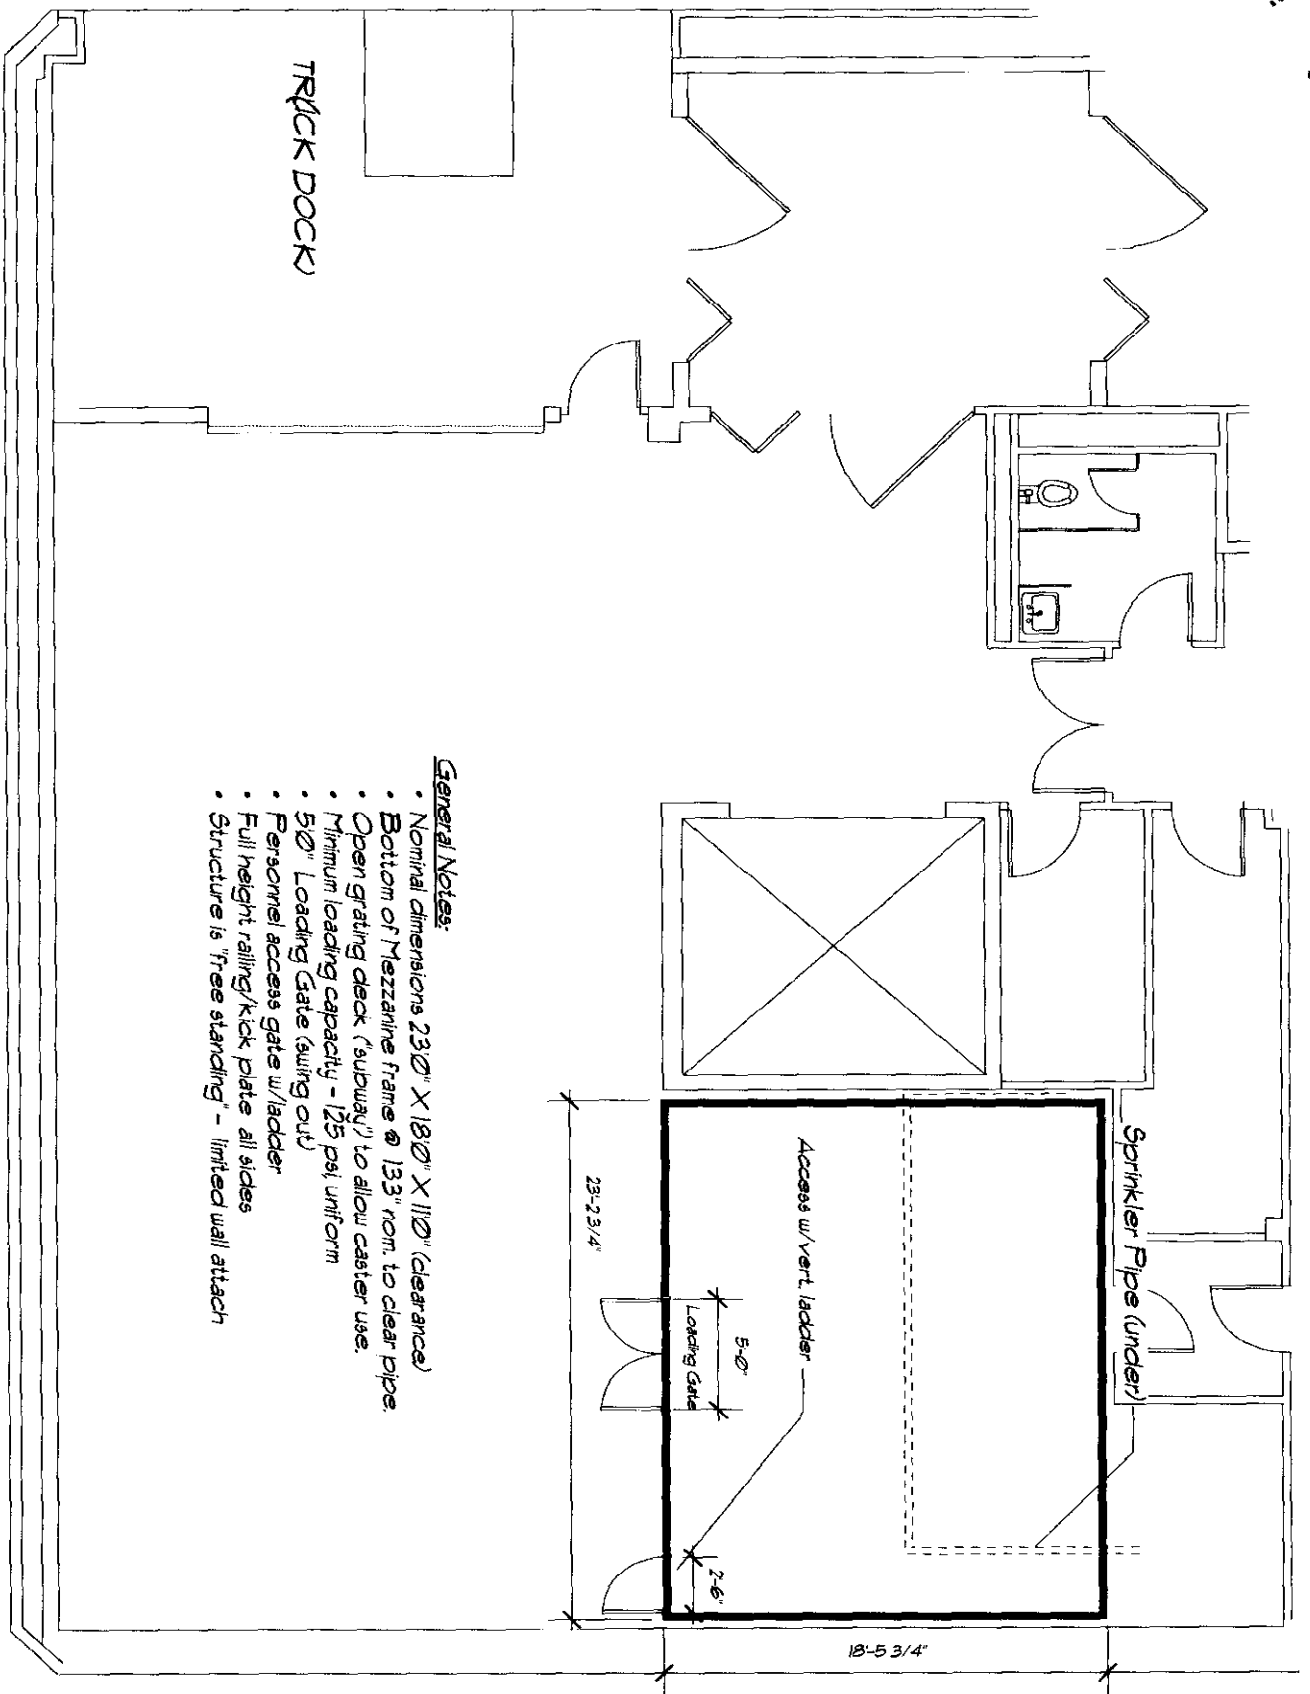 TRUCK DOCK
General Notes:
• Nominal dimensions 23'0" X 18'0" X 11'0" (clearance)
• Bottom of Mezzanine frame @ 133" nom. to clear pipe.
• Open grating deck ("subway") to allow caster use.
• Minimum loading capacity - 125 psi, uniform
• 5'0" Loading Gate (swing out)
• Personnel access gate w/ladder
• Full height railing/kick plate all sides
• Structure is "free standing" - limited wall attach
Sprinkler Pipe (under)
Access w/vert. ladder
5'-0"
Loading Gate
23'-2 3/4"
2'-6"
18'-5 3/4"